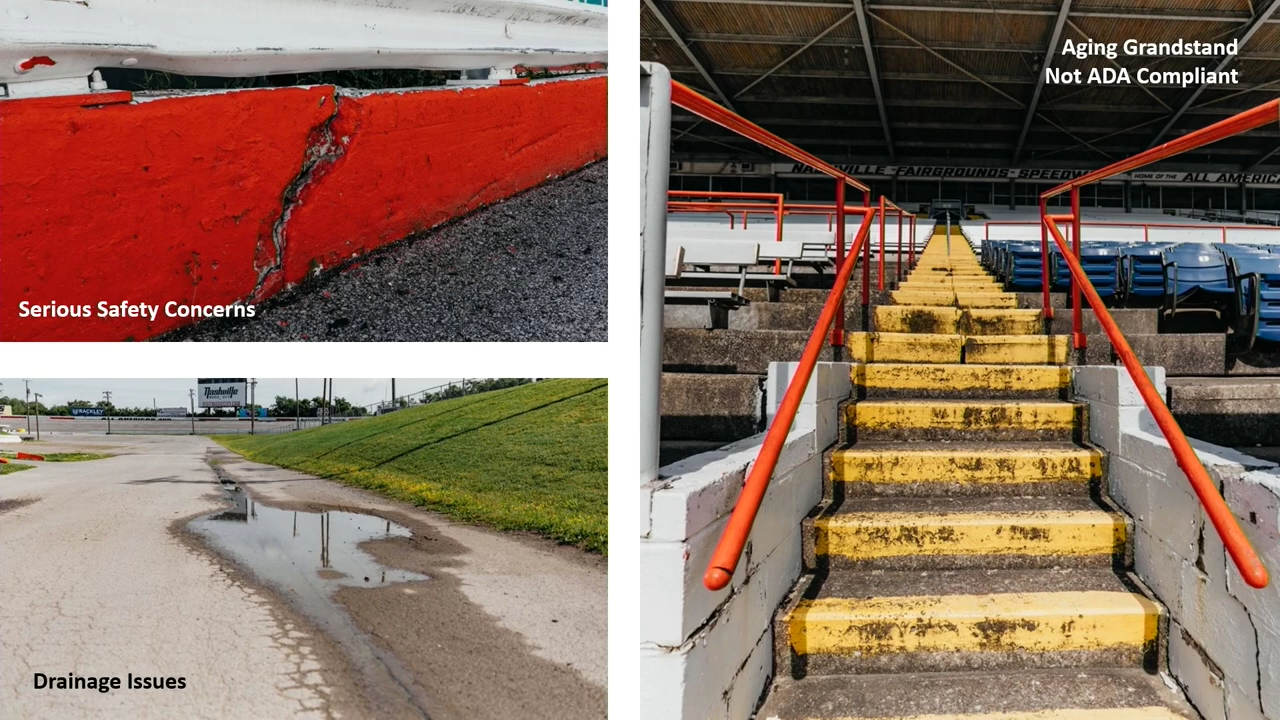 Aging Grandstand
Not ADA Compliant
NASHVILLE FAIRGROUNDS SPEEDWAY
HOME OF THE ALL AMERICAN
Serious Safety Concerns
Nashville
Drainage Issues